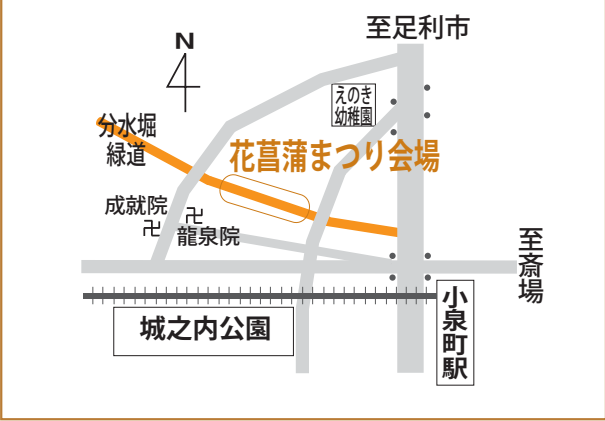 至足利市
N
えのき
幼稚園
分水堀
緑道
花菖蒲まつり会場
成就院
卍
卍
龍泉院
至斎場
城之内公園
小泉町駅